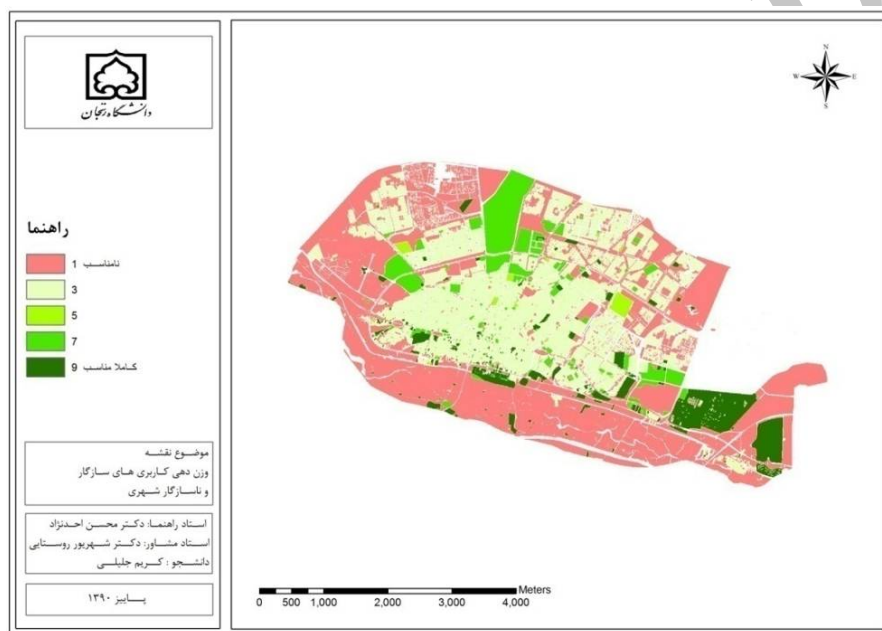 دانشگاه زنجان
راهنما
نامناسب 1
3
5
7
کاملا مناسب 9
موضوع نقشه
وزن دهی کاربری های سازگار
و ناسازگار شهری
استاد راهنما: دکتر محسن احدنژاد
استاد مشاور: دکتر شهریور روستایی
دانشجو : کریم جلیلی
پاییز ۱۳۹۰
N
W E
S
Meters
0 500 1,000 2,000 3,000 4,000